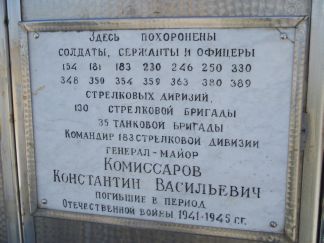 Здесь похоронены
солдаты, сержанты и офицеры
154 181 183 230 246 250 330
348 350 354 359 363 380 389
стрелковых дивизий,
130 стрелковой бригады
35 танковой бригады
Командир 183 стрелковой дивизии
генерал-майор
Комиссаров
Константин Васильевич
погибшие в период
Отечественной войны 1941-1945 г.г.